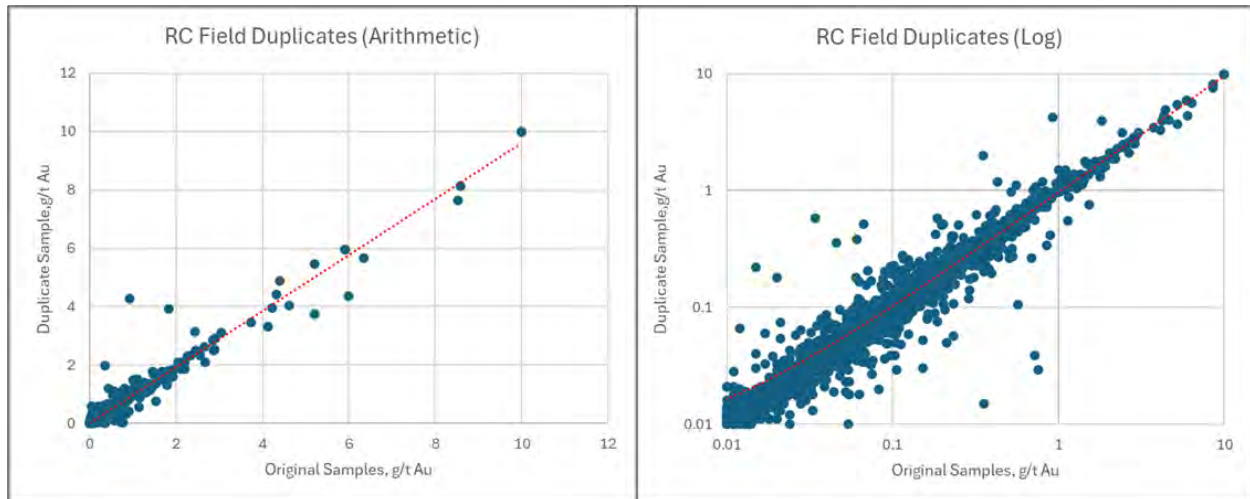 RC Field Duplicates (Arithmetic)
12
10
8
6
4
2
0
0 2 4 6 8 10 12
Duplicate Sample,g/t Au
Original Samples, g/t Au
RC Field Duplicates (Log)
10
1
0.1
0.01
0.01 0.1 1 10
Duplicate Sample, g/t Au
Original Samples, g/t Au